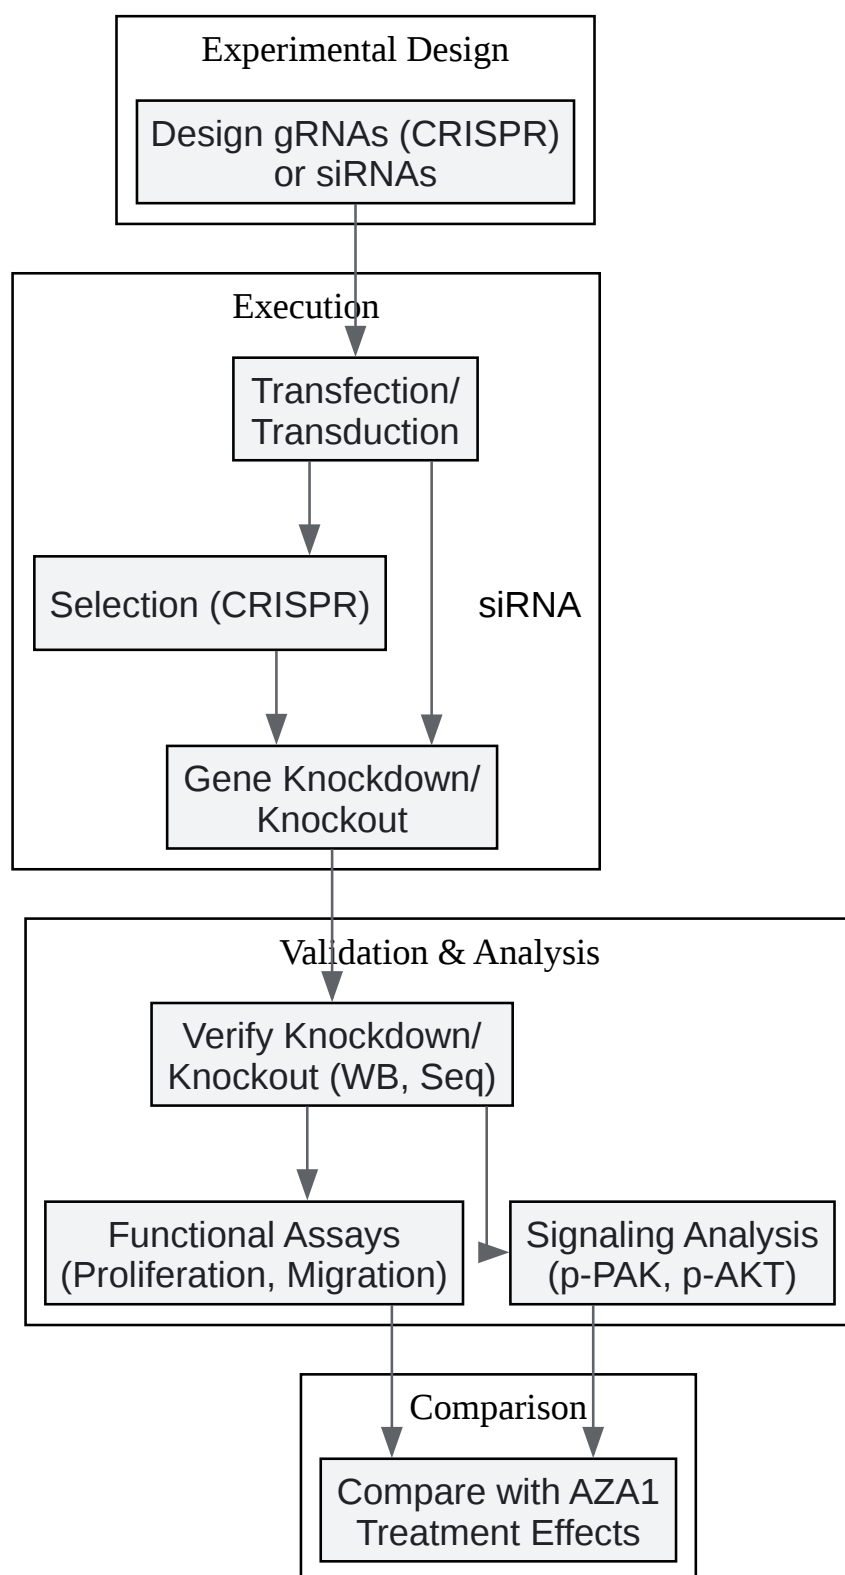 Experimental Design
Design gRNAs (CRISPR)
or siRNAs
Execution
Transfection/
Transduction
Selection (CRISPR)
siRNA
Gene Knockdown/
Knockout
Validation & Analysis
Verify Knockdown/
Knockout (WB, Seq)
Functional Assays
(Proliferation, Migration)
Signaling Analysis
(p-PAK, p-AKT)
Comparison
Compare with AZA1
Treatment Effects